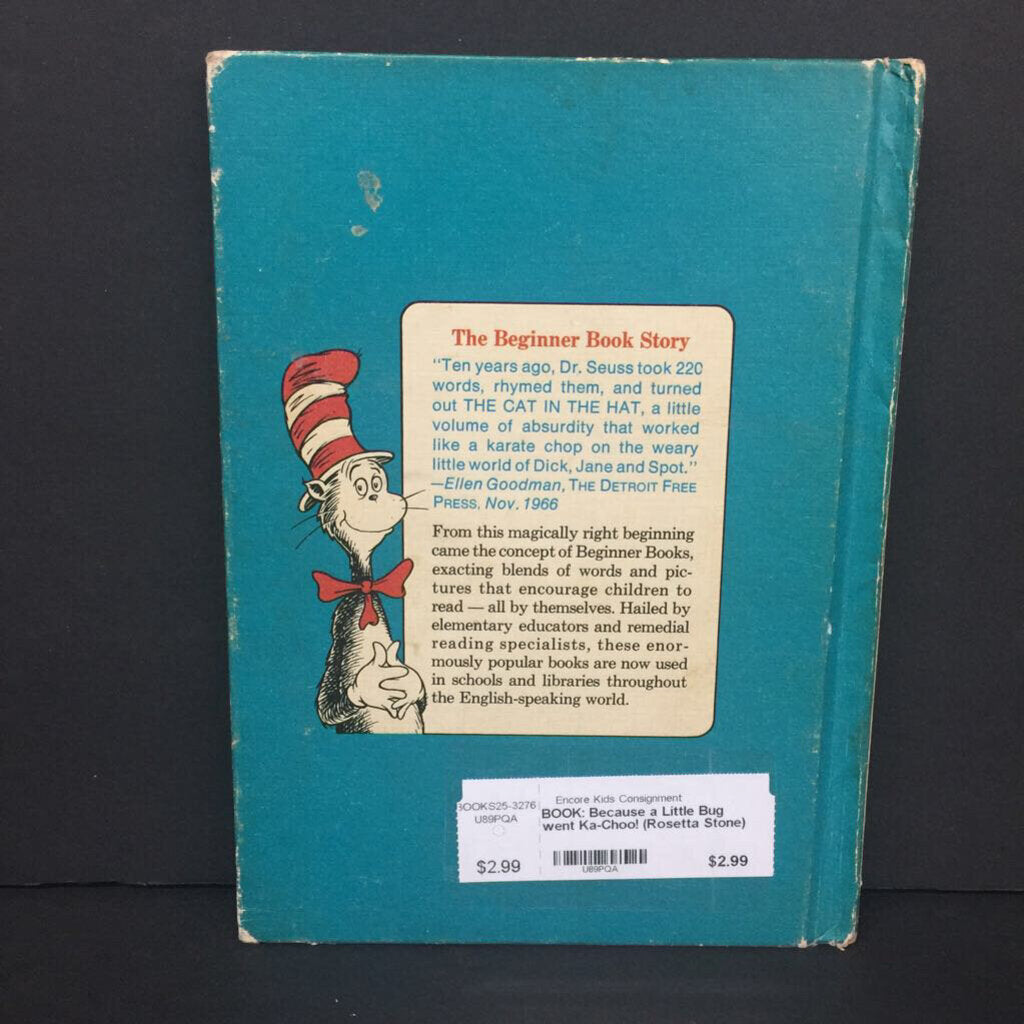 The Beginner Book Story
"Ten years ago, Dr. Seuss took 220
words, rhymed them, and turned
out THE CAT IN THE HAT, a little
volume of absurdity that worked
like a karate chop on the weary
little world of Dick, Jane and Spot."
—Ellen Goodman, THE DETROIT FREE
PRESS, Nov. 1966
From this magically right beginning
came the concept of Beginner Books,
exacting blends of words and pic-
tures that encourage children to
read — all by themselves. Hailed by
elementary educators and remedial
reading specialists, these enor-
mously popular books are now used
in schools and libraries throughout
the English-speaking world.
BOOKS25-3276
U89PQA
$2.99
Encore Kids Consignment
BOOK: Because a Little Bug
went Ka-Choo! (Rosetta Stone)
U89PQA
$2.99